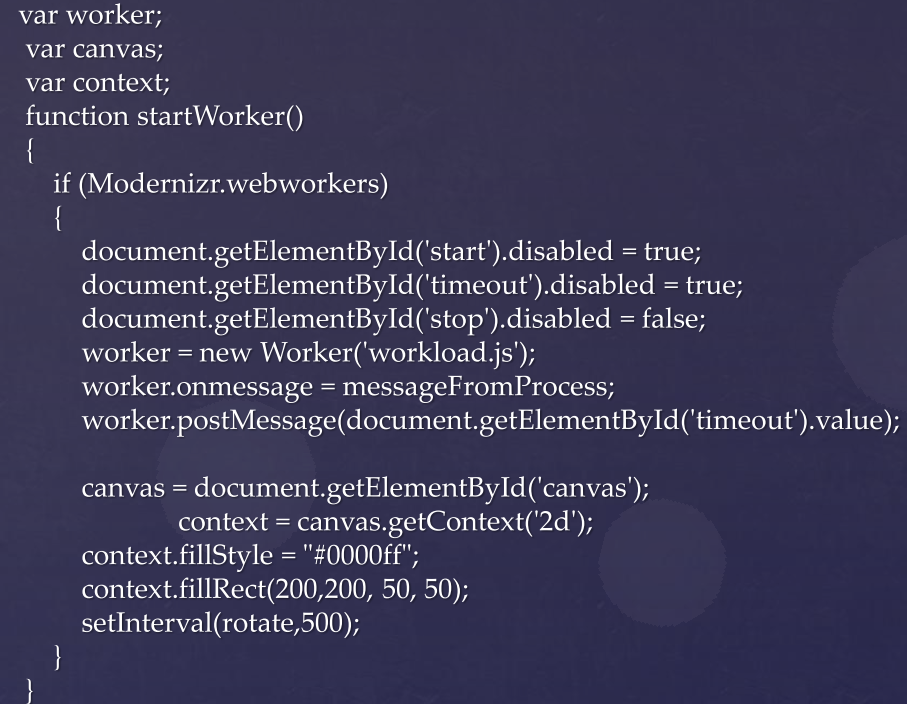 var worker;
var canvas;
var context;
function startWorker()
{
if (Modernizr.webworkers)
{
document.getElementById('start').disabled = true;
document.getElementById('timeout').disabled = true;
document.getElementById('stop').disabled = false;
worker = new Worker('workload.js');
worker.onmessage = messageFromProcess;
worker.postMessage(document.getElementById('timeout').value);
canvas = document.getElementById('canvas');
context = canvas.getContext('2d');
context.fillStyle = "#0000ff";
context.fillRect(200,200, 50, 50);
setInterval(rotate,500);
}
}